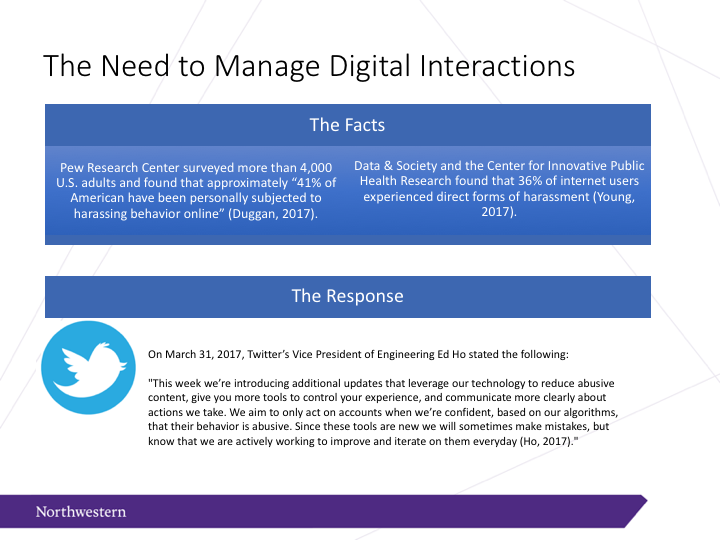 The Need to Manage Digital Interactions
The Facts
Pew Research Center surveyed more than 4,000
U.S. adults and found that approximately “41% of
American have been personally subjected to
harassing behavior online” (Duggan, 2017).
Data & Society and the Center for Innovative Public
Health Research found that 36% of internet users
experienced direct forms of harassment (Young,
2017).
The Response
On March 31, 2017, Twitter’s Vice President of Engineering Ed Ho stated the following:
"This week we’re introducing additional updates that leverage our technology to reduce abusive
content, give you more tools to control your experience, and communicate more clearly about
actions we take. We aim to only act on accounts when we’re confident, based on our algorithms,
that their behavior is abusive. Since these tools are new we will sometimes make mistakes, but
know that we are actively working to improve and iterate on them everyday (Ho, 2017)."
Northwestern